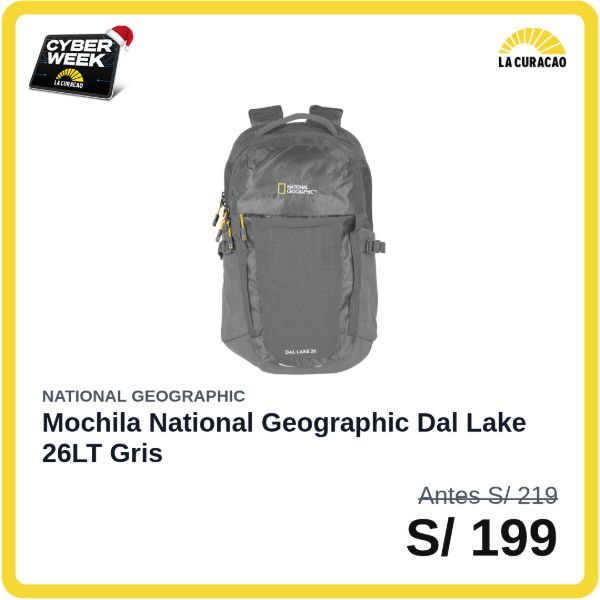 CYBER
WEEK
LA CURACAO
LA CURACAO
NATIONAL
GEOGRAPHIC
DAL LAKE 26
NATIONAL GEOGRAPHIC
Mochila National Geographic Dal Lake
26LT Gris
Antes S/ 219
S/ 199